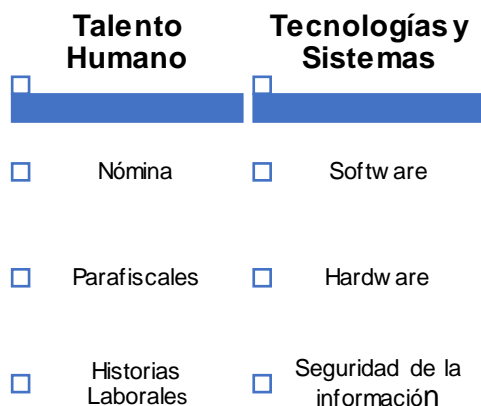 Talento
Humano
Nómina
Parafiscales
Historias
Laborales
Tecnologías y
Sistemas
Software
Hardware
Seguridad de la
información